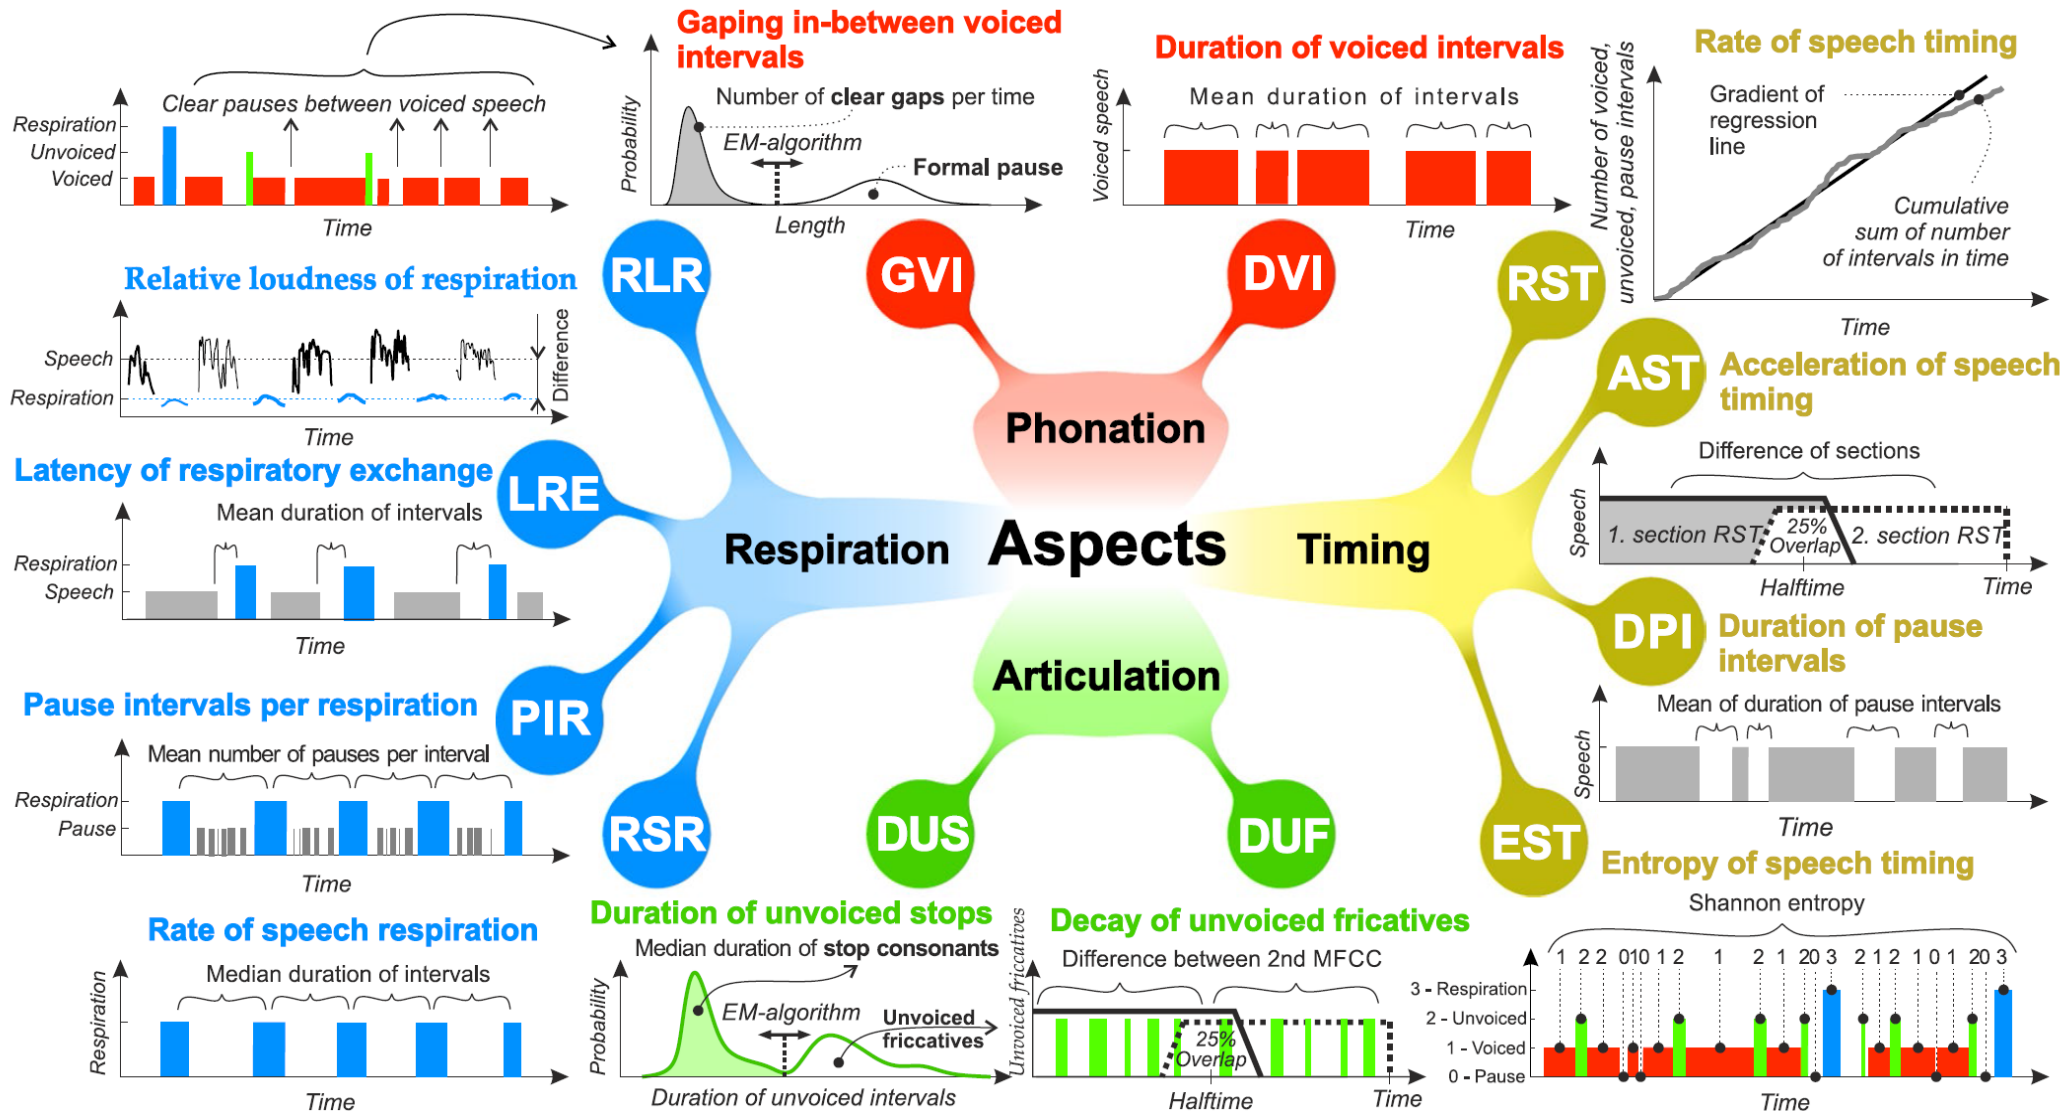 Clear pauses between voiced speech
Respiration
Unvoiced
Voiced
Time
Gaping in-between voiced
intervals
Number of clear gaps per time
EM-algorithm
Formal pause
Probability
Length
Duration of voiced intervals
Mean duration of intervals
Voiced speech
Time
Rate of speech timing
Gradient of
regression
line
Cumulative
sum of number
of intervals in time
Number of voiced,
unvoiced, pause intervals
Time
Relative loudness of respiration
Speech
Respiration
Difference
Time
RLR
GVI
DVI
RST
AST
Acceleration of speech
timing
Difference of sections
Speech
1. section RST
25%
Overlap
2. section RST
Halftime
Time
Latency of respiratory exchange
LRE
Mean duration of intervals
Respiration
Speech
Time
Phonation
Respiration
Aspects
Timing
Articulation
DPI
Duration of pause
intervals
Mean of duration of pause intervals
Speech
Time
Pause intervals per respiration
PIR
Mean number of pauses per interval
Respiration
Pause
Time
RSR
DUS
DUF
EST
Rate of speech respiration
Median duration of intervals
Respiration
Time
Duration of unvoiced stops
Median duration of stop consonants
EM-algorithm
Unvoiced
friccatives
Probability
Duration of unvoiced intervals
Decay of unvoiced fricatives
Difference between 2nd MFCC
Unvoiced friccatives
25%
Overlap
Halftime
Time
Entropy of speech timing
Shannon entropy
1 2 2 0 1 0 1 2 1 2 1 2 0 3 2 1 2 1 0 1 2 0 3
3 - Respiration
2 - Unvoiced
1 - Voiced
0 - Pause
Time